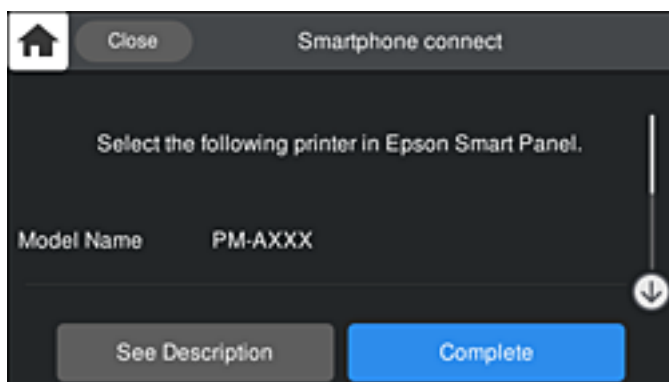 Close
Smartphone connect
Select the following printer in Epson Smart Panel.
Model Name PM-AXXX
See Description
Complete